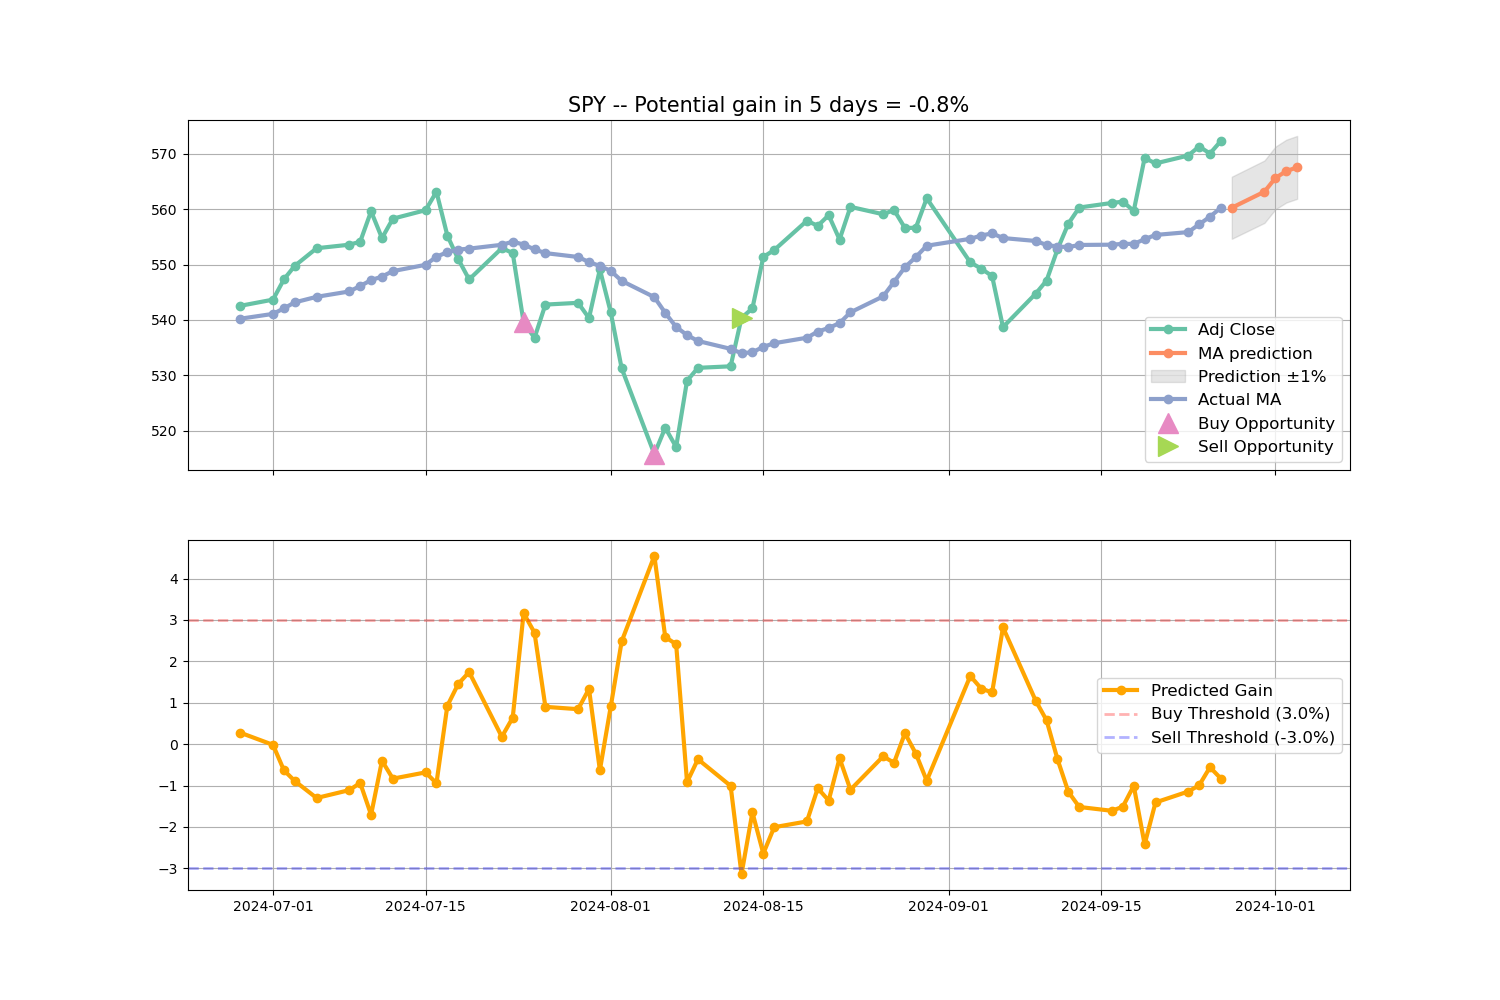 SPY -- Potential gain in 5 days = -0.8%
570
560
550
540
530
520
Adj Close
MA prediction
Prediction ±1%
Actual MA
Buy Opportunity
Sell Opportunity
4
3
2
1
0
−1
−2
−3
Predicted Gain
Buy Threshold (3.0%)
Sell Threshold (-3.0%)
2024-07-01
2024-07-15
2024-08-01
2024-08-15
2024-09-01
2024-09-15
2024-10-01